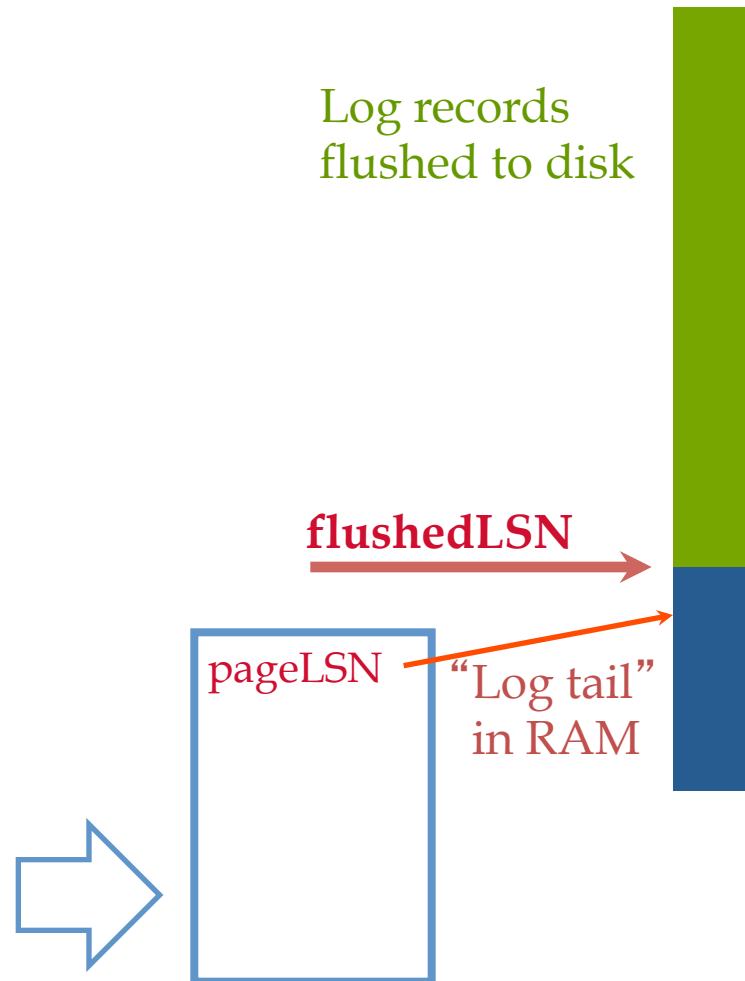 Log records
flushed to disk
flushedLSN
pageLSN
“Log tail”
in RAM